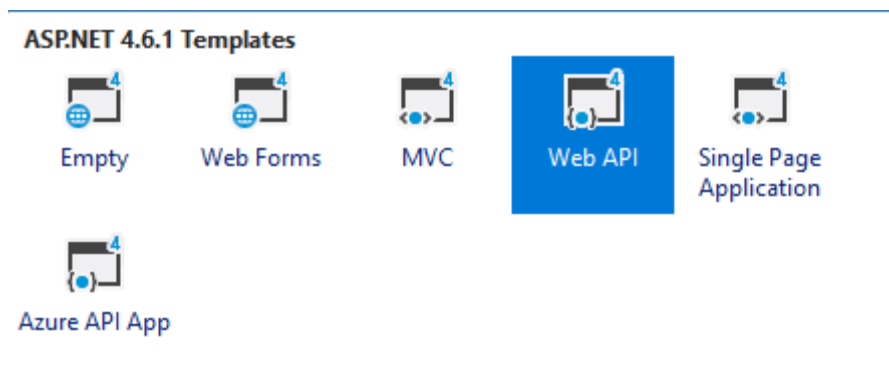 ASP.NET 4.6.1 Templates
4 4 4 4 4
Empty Web Forms MVC Web API Single Page
Application
4
Azure API App